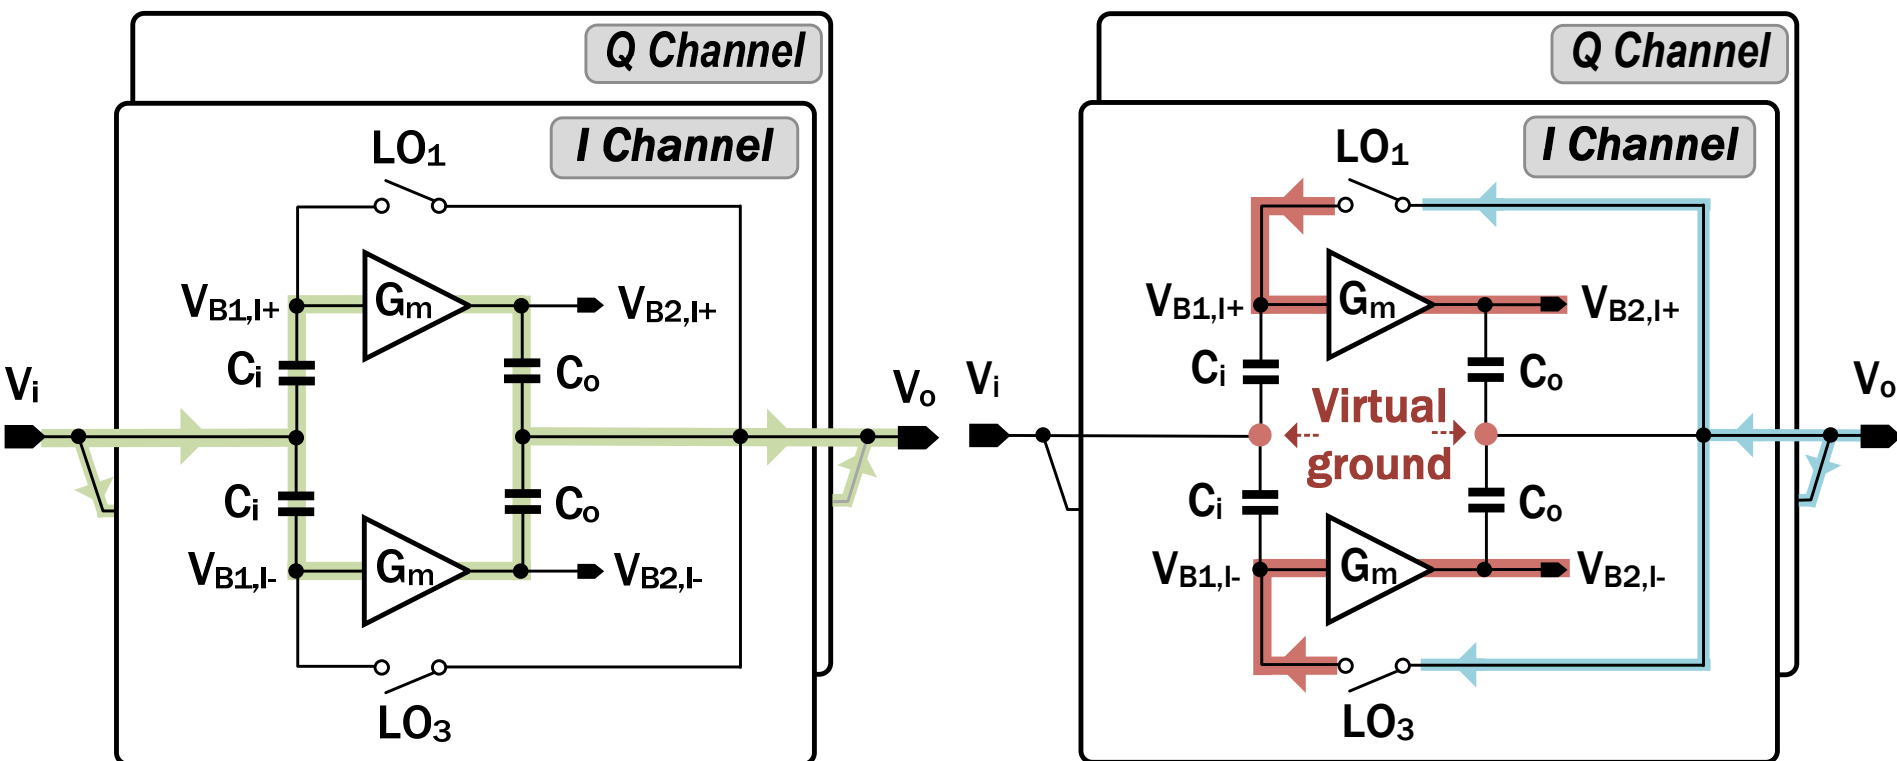 Q Channel
I Channel
LO1
VB1,I+
Gm
VB2,I+
Ci
Co
Vi
Vo
Ci
Co
VB1,I-
Gm
VB2,I-
LO3
Q Channel
I Channel
LO1
VB1,I+
Gm
VB2,I+
Ci
Co
Vi
Virtual
ground
Vo
Ci
Co
VB1,I-
Gm
VB2,I-
LO3